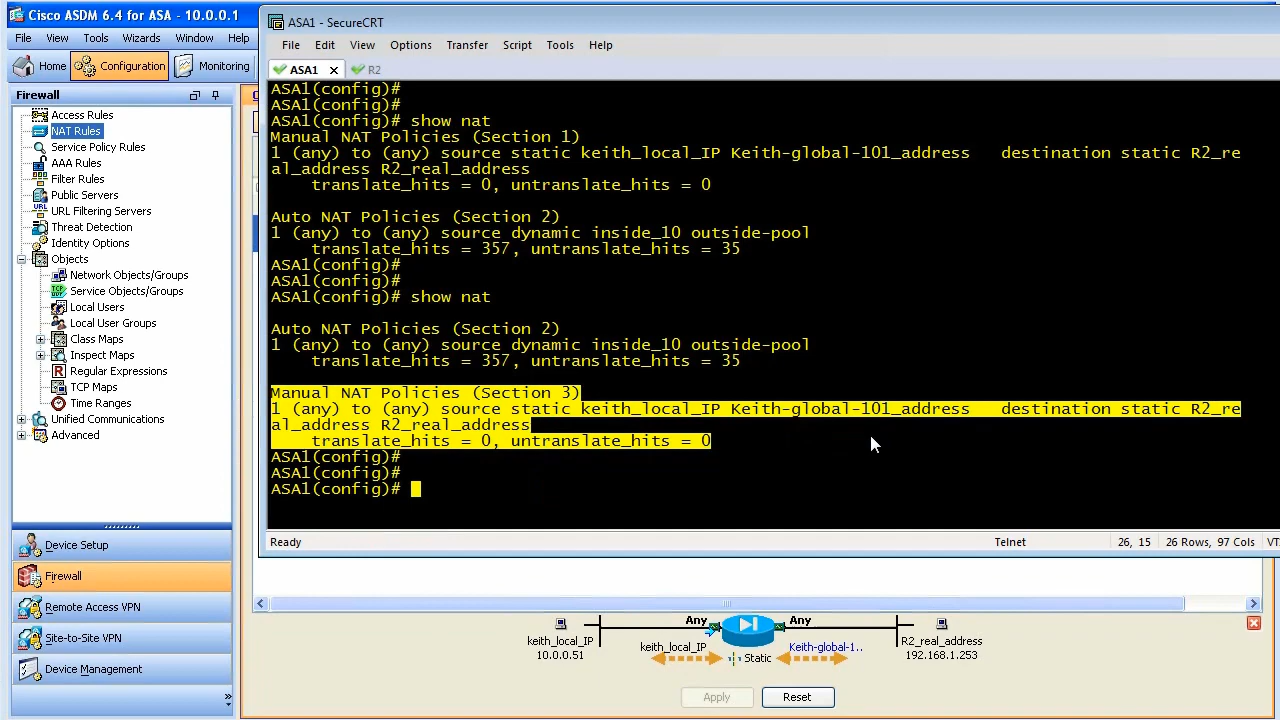 Cisco ASDM 6.4 for ASA - 10.0.0.1
File View Tools Wizards Window Help
Home Configuration Monitoring
Firewall
Access Rules
NAT Rules
Service Policy Rules
AAA Rules
Filter Rules
Public Servers
URL Filtering Servers
Threat Detection
Identity Options
Objects
Network Objects/Groups
Service Objects/Groups
Local Users
Local User Groups
Class Maps
Inspect Maps
Regular Expressions
TCP Maps
Time Ranges
Unified Communications
Advanced
Device Setup
Firewall
Remote Access VPN
Site-to-Site VPN
Device Management
ASA1 - SecureCRT
File Edit View Options Transfer Script Tools Help
ASA1 R2
ASA1(config)#
ASA1(config)#
ASA1(config)# show nat
Manual NAT Policies (Section 1)
1 (any) to (any) source static keith_local_IP Keith-global-101_address destination static R2_re
al_address R2_real_address
translate_hits = 0, untranslate_hits = 0
Auto NAT Policies (Section 2)
1 (any) to (any) source dynamic inside_10 outside-pool
translate_hits = 357, untranslate_hits = 35
ASA1(config)#
ASA1(config)#
ASA1(config)# show nat
Auto NAT Policies (Section 2)
1 (any) to (any) source dynamic inside_10 outside-pool
translate_hits = 357, untranslate_hits = 35
Manual NAT Policies (Section 3)
1 (any) to (any) source static keith_local_IP Keith-global-101_address destination static R2_re
al_address R2_real_address
translate_hits = 0, untranslate_hits = 0
ASA1(config)#
ASA1(config)#
ASA1(config)#
Ready Telnet 26, 15 26 Rows, 97 Cols VT
Any Any
keith_local_IP keith_local_IP Keith-global-1.. R2_real_address
10.0.0.51 Static 192.168.1.253
Apply Reset